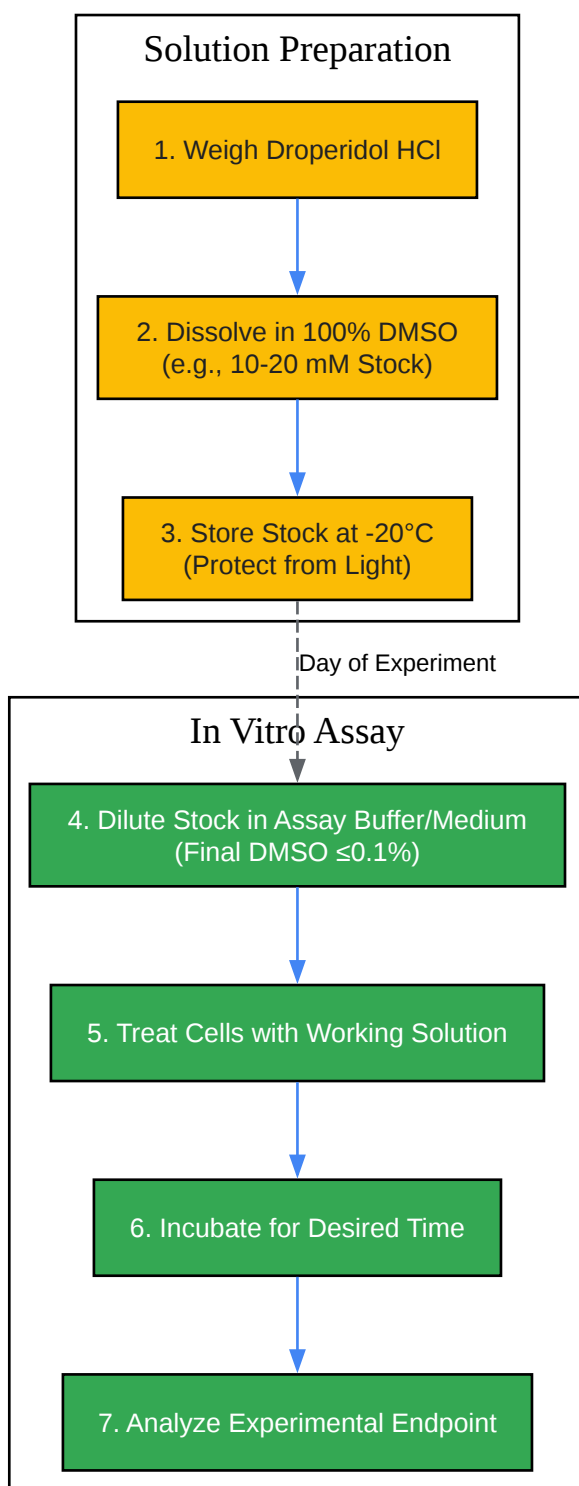 Solution Preparation
1. Weigh Droperidol HCl
2. Dissolve in 100% DMSO
(e.g., 10-20 mM Stock)
3. Store Stock at -20°C
(Protect from Light)
Day of Experiment
In Vitro Assay
4. Dilute Stock in Assay Buffer/Medium
(Final DMSO ≤0.1%)
5. Treat Cells with Working Solution
6. Incubate for Desired Time
7. Analyze Experimental Endpoint